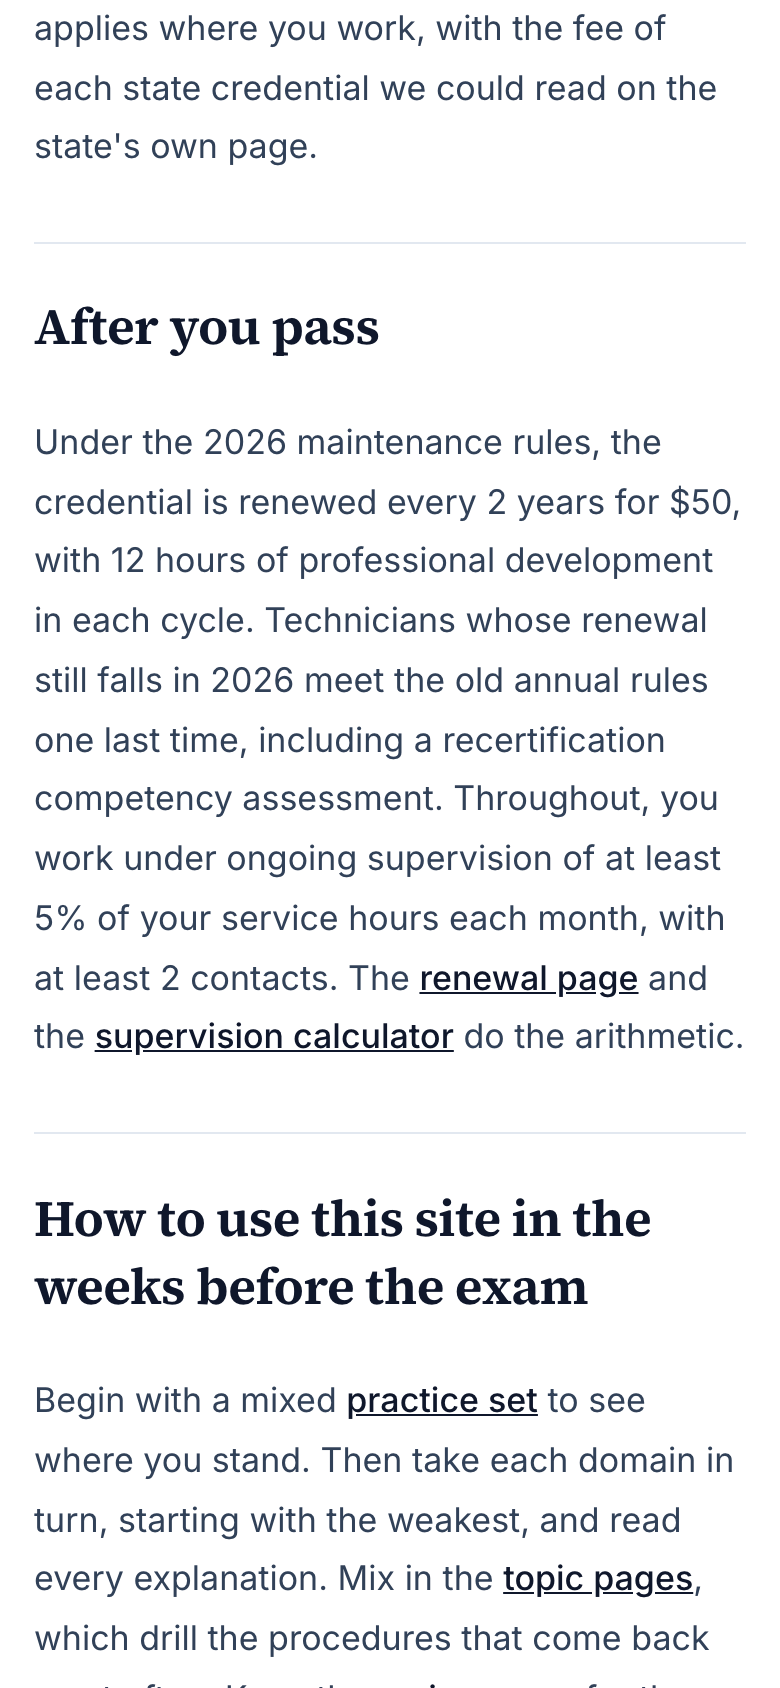 applies where you work, with the fee of
each state credential we could read on the
state's own page.
After you pass
Under the 2026 maintenance rules, the
credential is renewed every 2 years for $50,
with 12 hours of professional development
in each cycle. Technicians whose renewal
still falls in 2026 meet the old annual rules
one last time, including a recertification
competency assessment. Throughout, you
work under ongoing supervision of at least
5% of your service hours each month, with
at least 2 contacts. The renewal page and
the supervision calculator do the arithmetic.
How to use this site in the
weeks before the exam
Begin with a mixed practice set to see
where you stand. Then take each domain in
turn, starting with the weakest, and read
every explanation. Mix in the topic pages,
which drill the procedures that come back